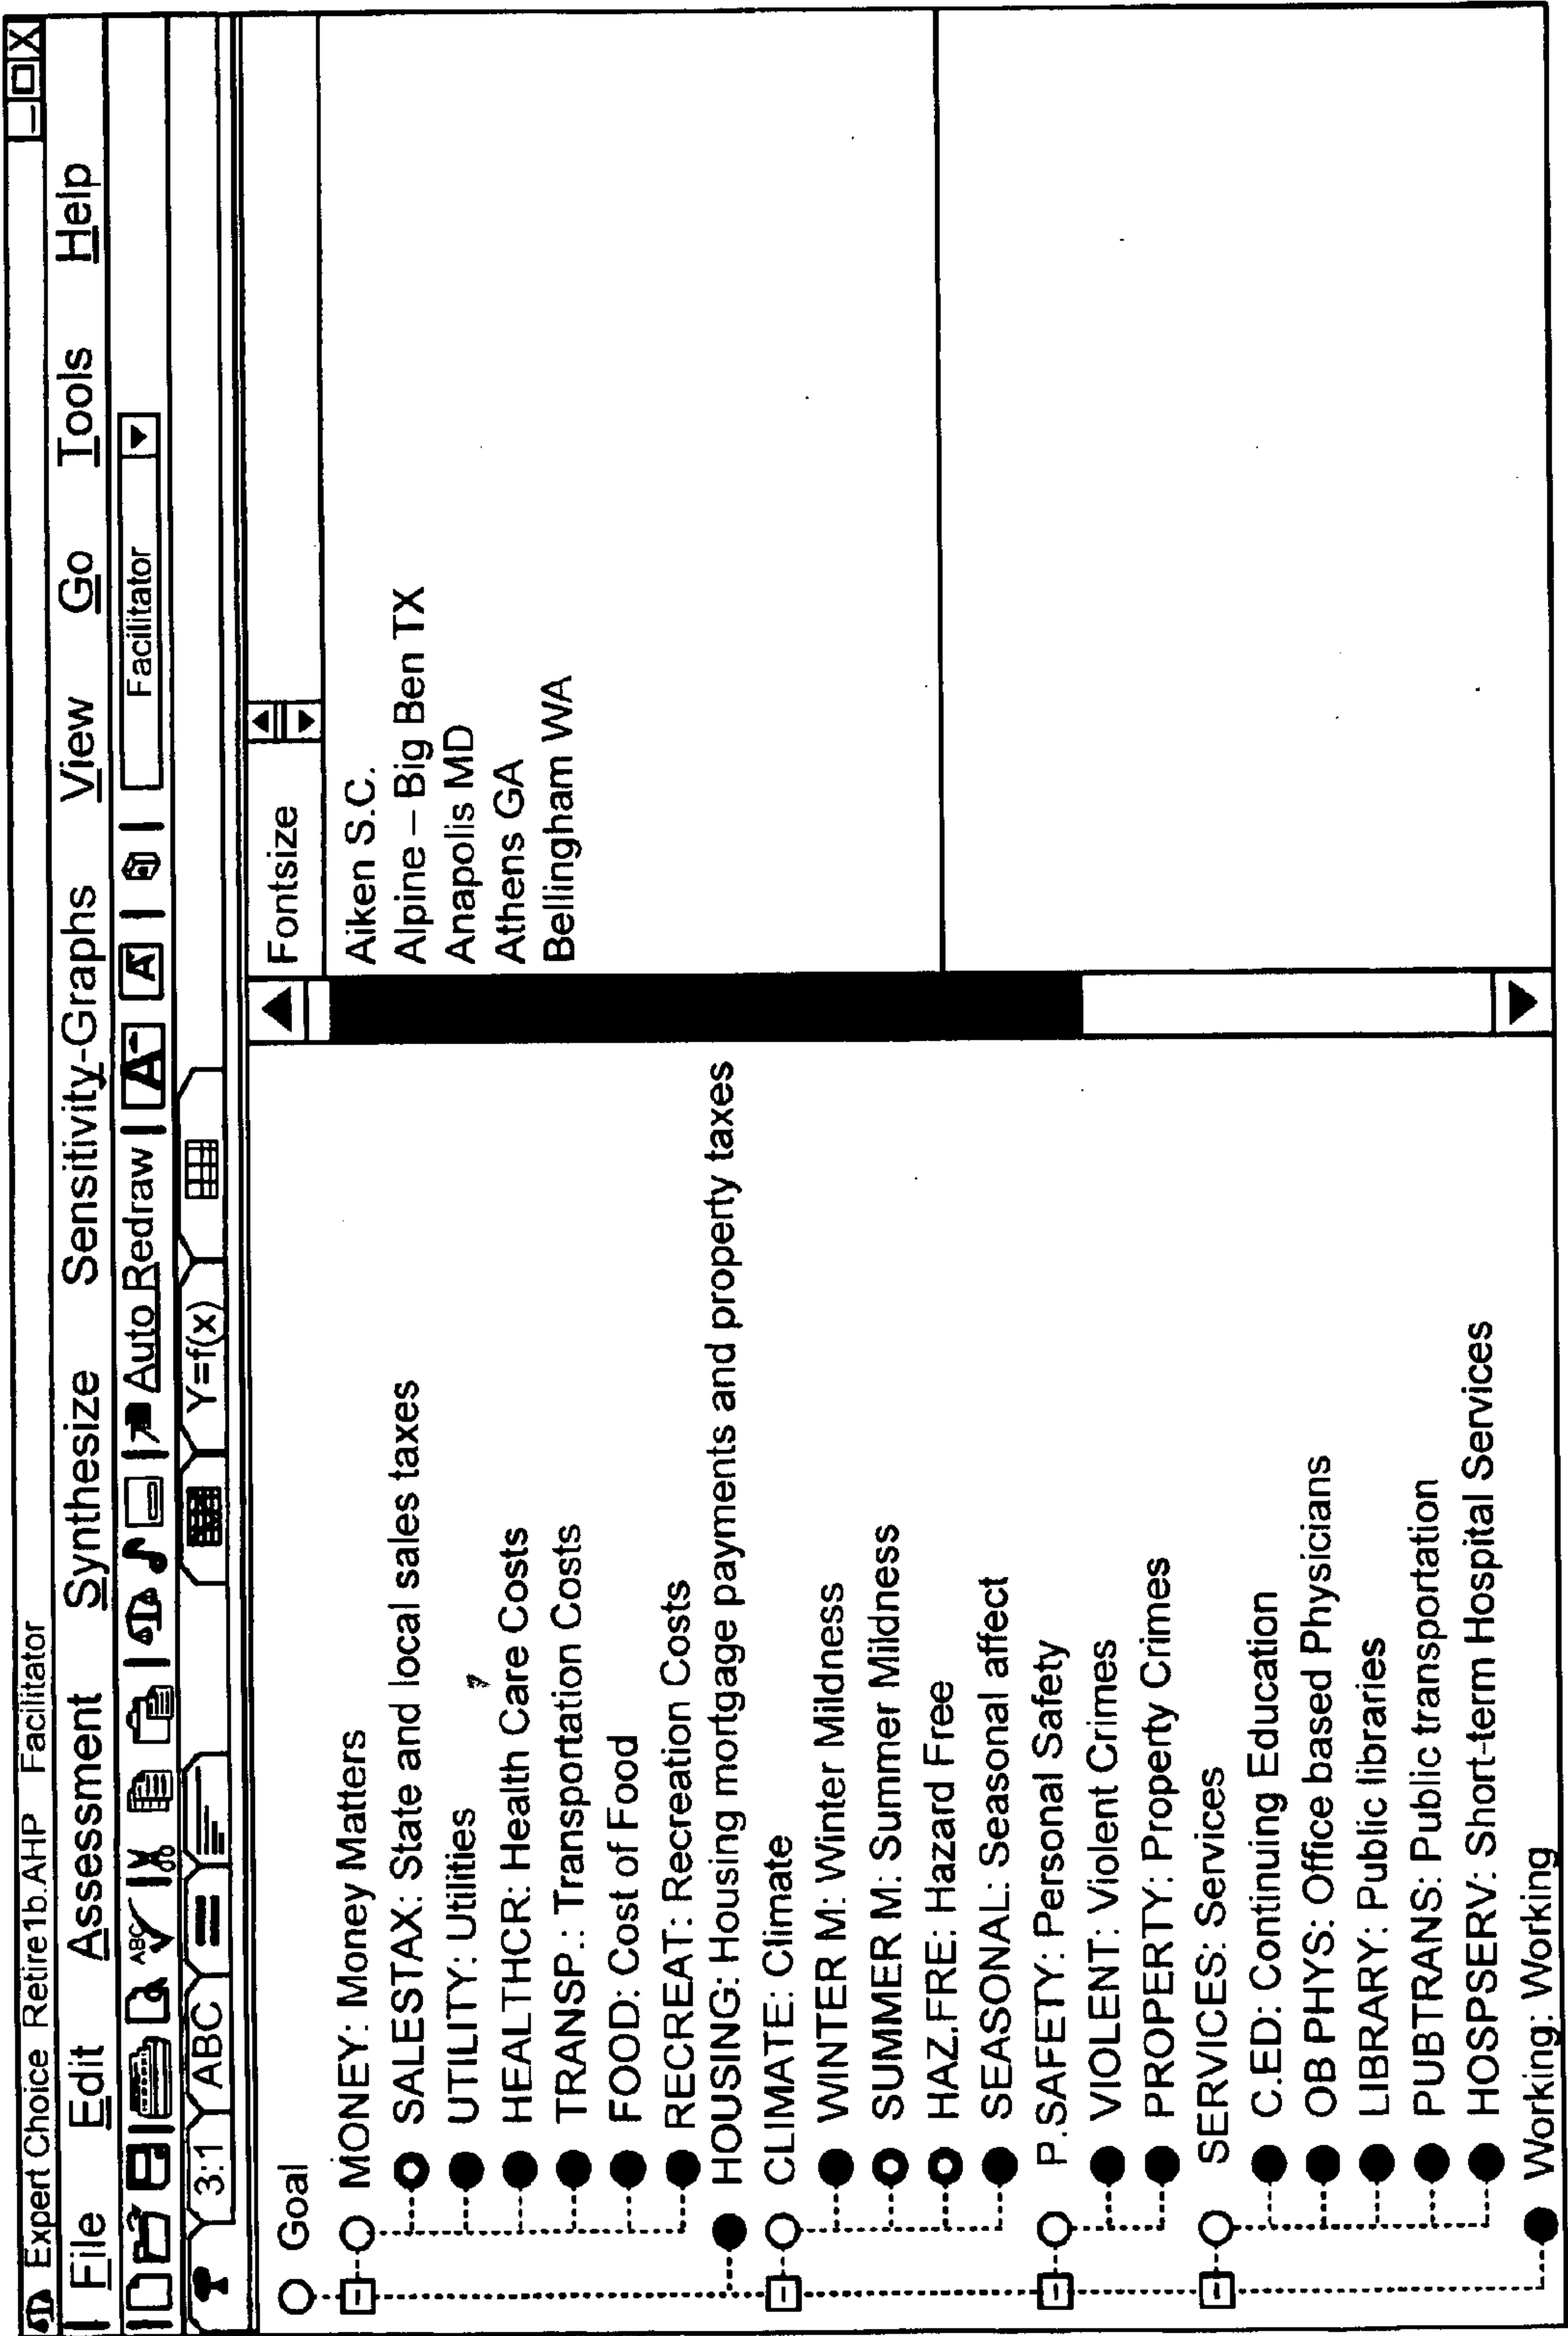 Expert Choice Retire1b.AHP Facilitator
File Edit Assessment Synthesize Sensitivity-Graphs View Go Tools Help
ABC Auto Redraw A A Facilitator
3:1 ABC Y=f(x)
Goal
MONEY: Money Matters
SALESTAX: State and local sales taxes
UTILITY: Utilities
HEALTHCR: Health Care Costs
TRANSP.: Transportation Costs
FOOD: Cost of Food
RECREAT: Recreation Costs
HOUSING: Housing mortgage payments and property taxes
CLIMATE: Climate
WINTER M: Winter Mildness
SUMMER M: Summer Mildness
HAZ.FRE: Hazard Free
SEASONAL: Seasonal affect
P.SAFETY: Personal Safety
VIOLENT: Violent Crimes
PROPERTY: Property Crimes
SERVICES: Services
C.ED: Continuing Education
OB PHYS: Office based Physicians
LIBRARY: Public libraries
PUBTRANS: Public transportation
HOSPSERV: Short-term Hospital Services
Working: Working
Fontsize
Aiken S.C.
Alpine – Big Ben TX
Anapolis MD
Athens GA
Bellingham WA